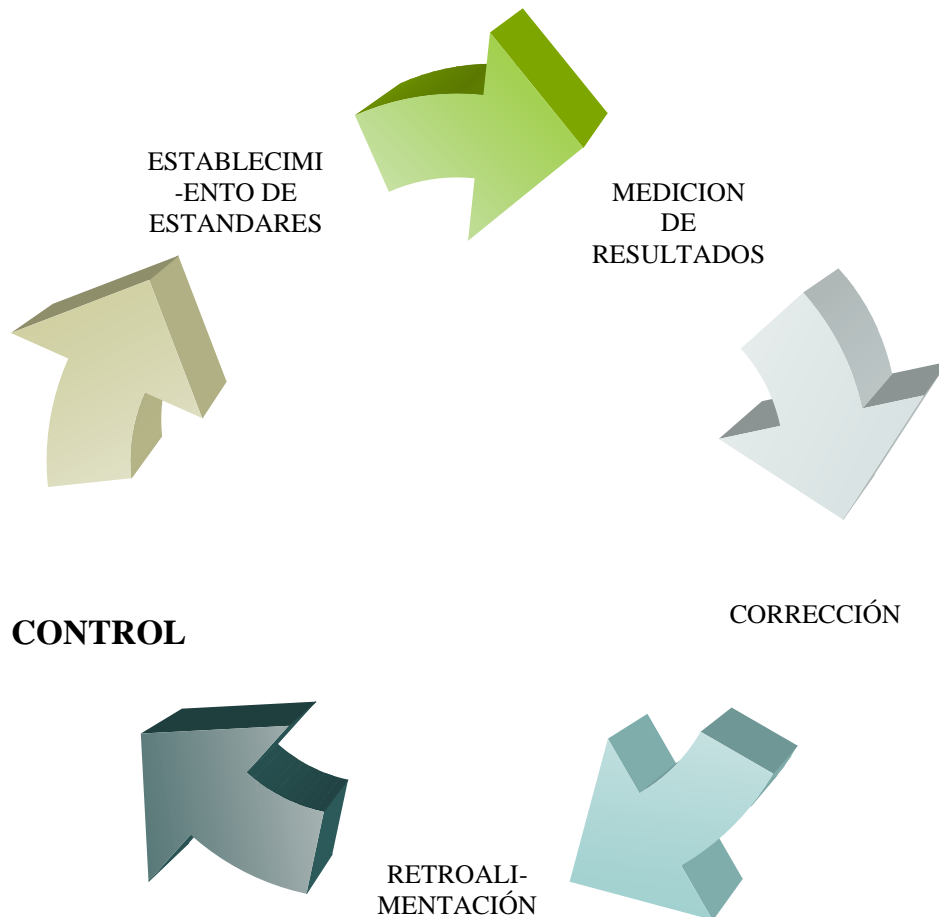 ESTABLECIMI
-ENTO DE
ESTANDARES
MEDICION
DE
RESULTADOS
CORRECCIÓN
CONTROL
RETROALI-
MENTACIÓN